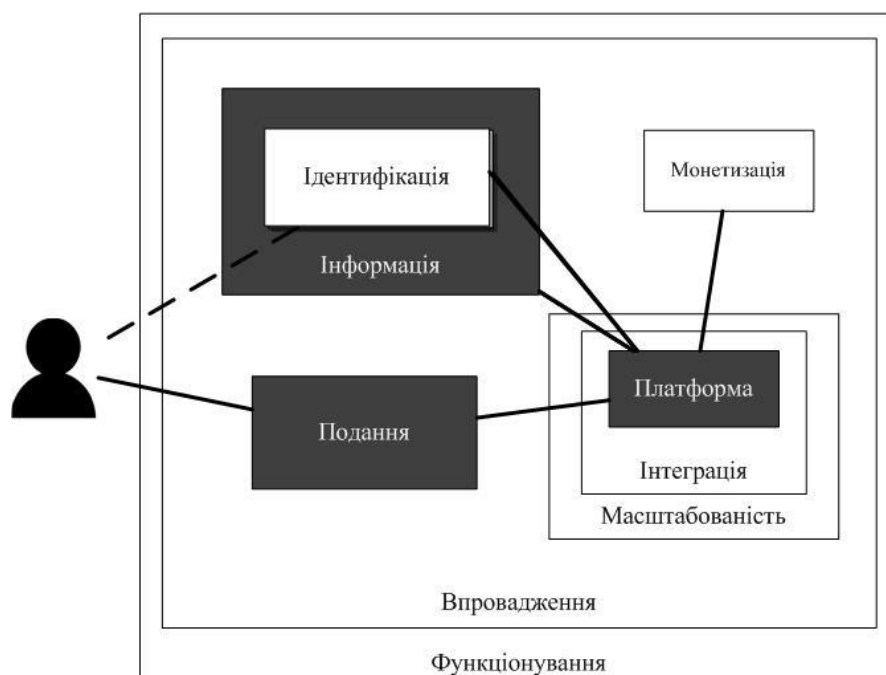 Ідентифікація
Монетизація
Інформація
Платформа
Подання
Інтеграція
Масштабованість
Впровадження
Функціонування